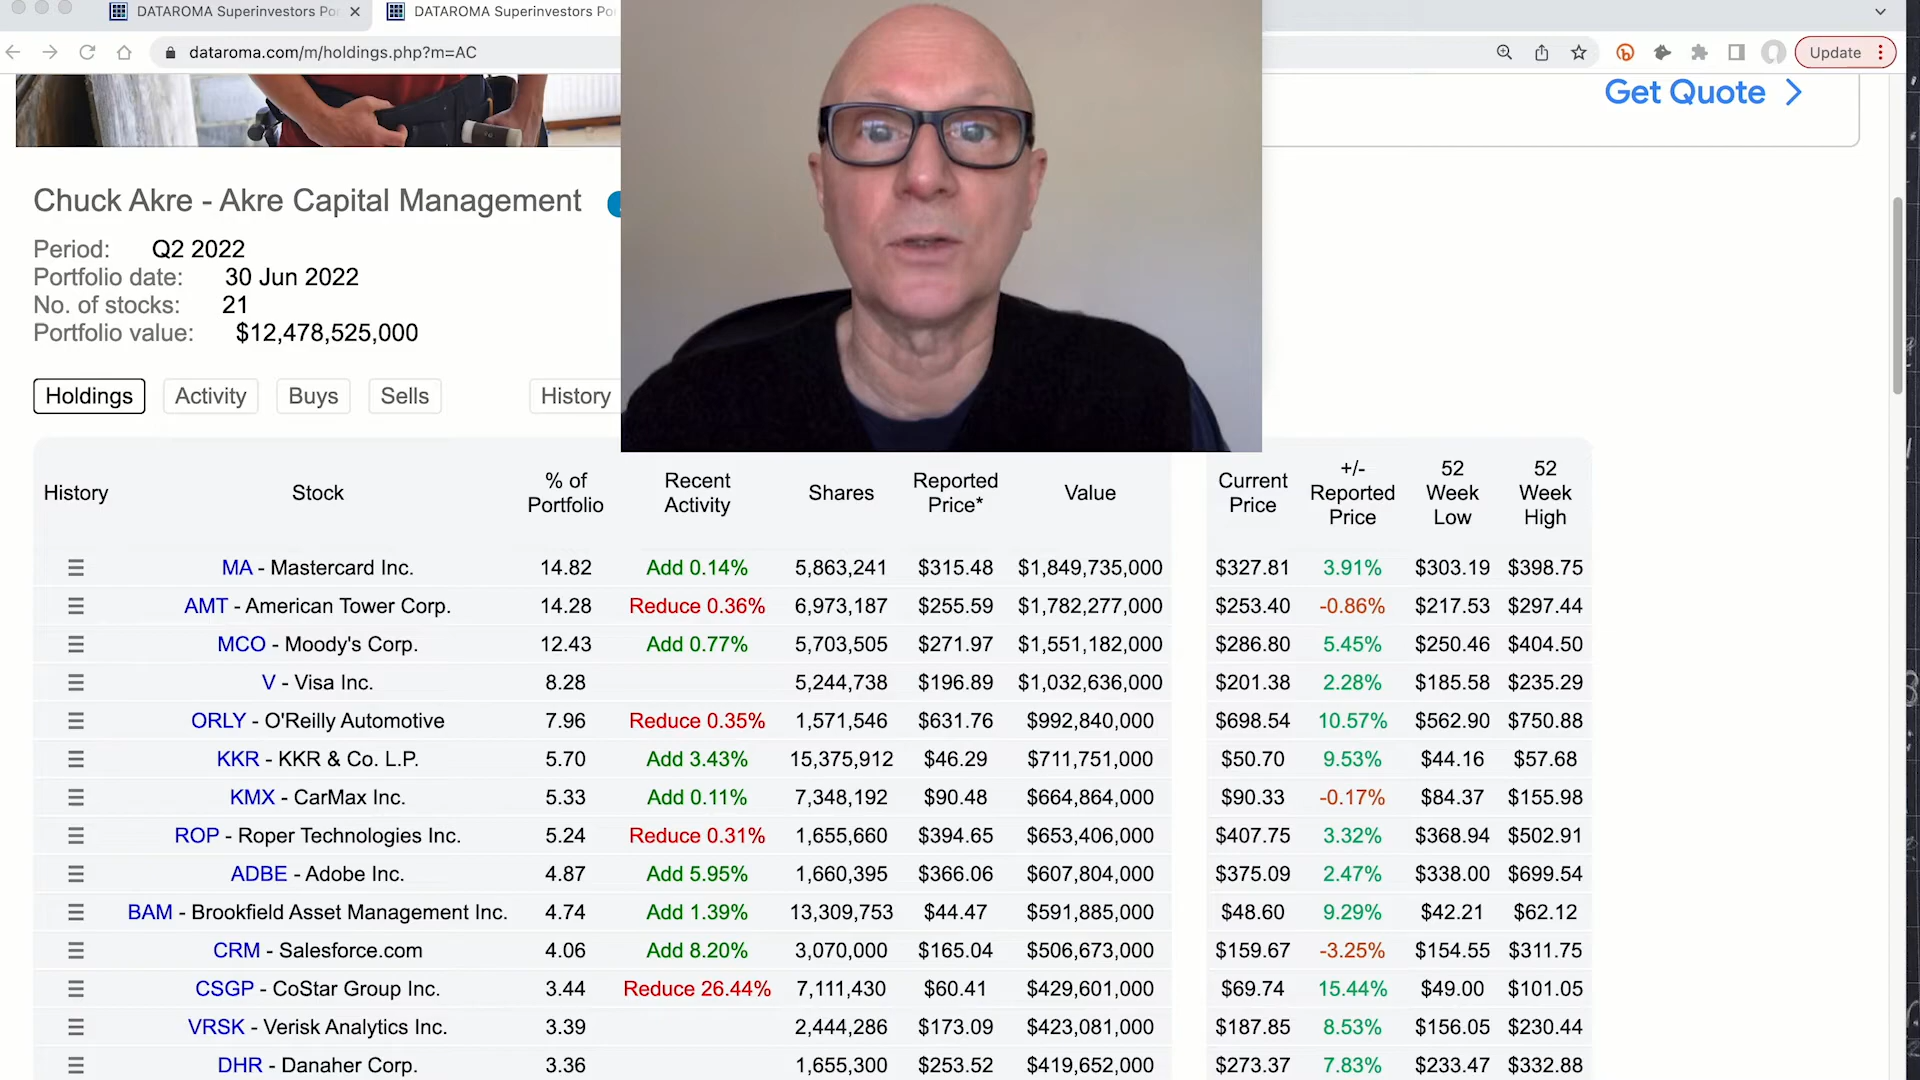 DATAROMA Superinvestors Por
DATAROMA Superinvestors Por
dataroma.com/m/holdings.php?m=AC
Update
Get Quote
Chuck Akre - Akre Capital Management
Period: Q2 2022
Portfolio date: 30 Jun 2022
No. of stocks: 21
Portfolio value: $12,478,525,000
Holdings Activity Buys Sells History
History Stock % of Portfolio Recent Activity Shares Reported Price* Value Current Price +/- Reported Price 52 Week Low 52 Week High
MA - Mastercard Inc. 14.82 Add 0.14% 5,863,241 $315.48 $1,849,735,000 $327.81 3.91% $303.19 $398.75
AMT - American Tower Corp. 14.28 Reduce 0.36% 6,973,187 $255.59 $1,782,277,000 $253.40 -0.86% $217.53 $297.44
MCO - Moody's Corp. 12.43 Add 0.77% 5,703,505 $271.97 $1,551,182,000 $286.80 5.45% $250.46 $404.50
V - Visa Inc. 8.28 5,244,738 $196.89 $1,032,636,000 $201.38 2.28% $185.58 $235.29
ORLY - O'Reilly Automotive 7.96 Reduce 0.35% 1,571,546 $631.76 $992,840,000 $698.54 10.57% $562.90 $750.88
KKR - KKR & Co. L.P. 5.70 Add 3.43% 15,375,912 $46.29 $711,751,000 $50.70 9.53% $44.16 $57.68
KMX - CarMax Inc. 5.33 Add 0.11% 7,348,192 $90.48 $664,864,000 $90.33 -0.17% $84.37 $155.98
ROP - Roper Technologies Inc. 5.24 Reduce 0.31% 1,655,660 $394.65 $653,406,000 $407.75 3.32% $368.94 $502.91
ADBE - Adobe Inc. 4.87 Add 5.95% 1,660,395 $366.06 $607,804,000 $375.09 2.47% $338.00 $699.54
BAM - Brookfield Asset Management Inc. 4.74 Add 1.39% 13,309,753 $44.47 $591,885,000 $48.60 9.29% $42.21 $62.12
CRM - Salesforce.com 4.06 Add 8.20% 3,070,000 $165.04 $506,673,000 $159.67 -3.25% $154.55 $311.75
CSGP - CoStar Group Inc. 3.44 Reduce 26.44% 7,111,430 $60.41 $429,601,000 $69.74 15.44% $49.00 $101.05
VRSK - Verisk Analytics Inc. 3.39 2,444,286 $173.09 $423,081,000 $187.85 8.53% $156.05 $230.44
DHR - Danaher Corp. 3.36 1,655,300 $253.52 $419,652,000 $273.37 7.83% $233.47 $332.88